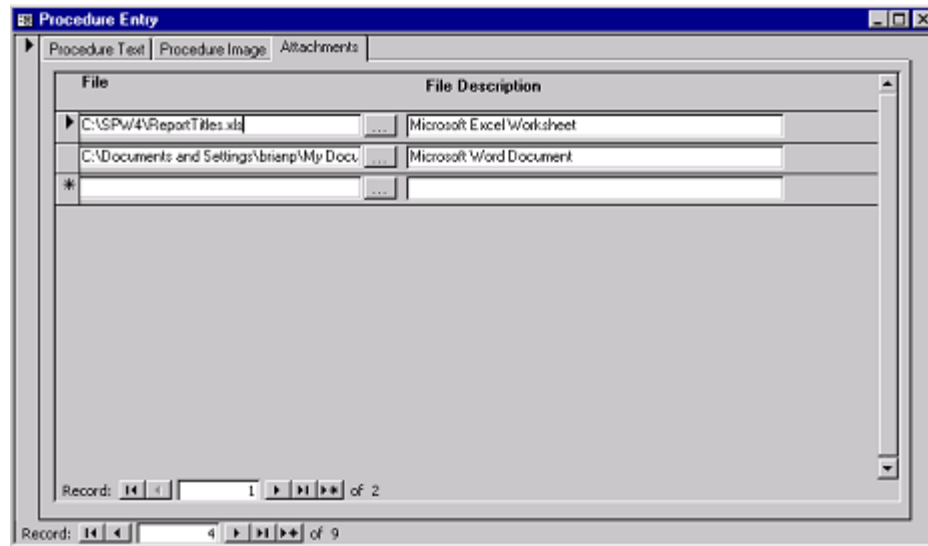 Procedure Entry
Procedure Text Procedure Image Attachments
File File Description
C:\SPW4\ReportTitles.xls ... Microsoft Excel Worksheet
C:\Documents and Settings\brianp\My Docu ... Microsoft Word Document
...
Record: 1 of 2
Record: 4 of 9